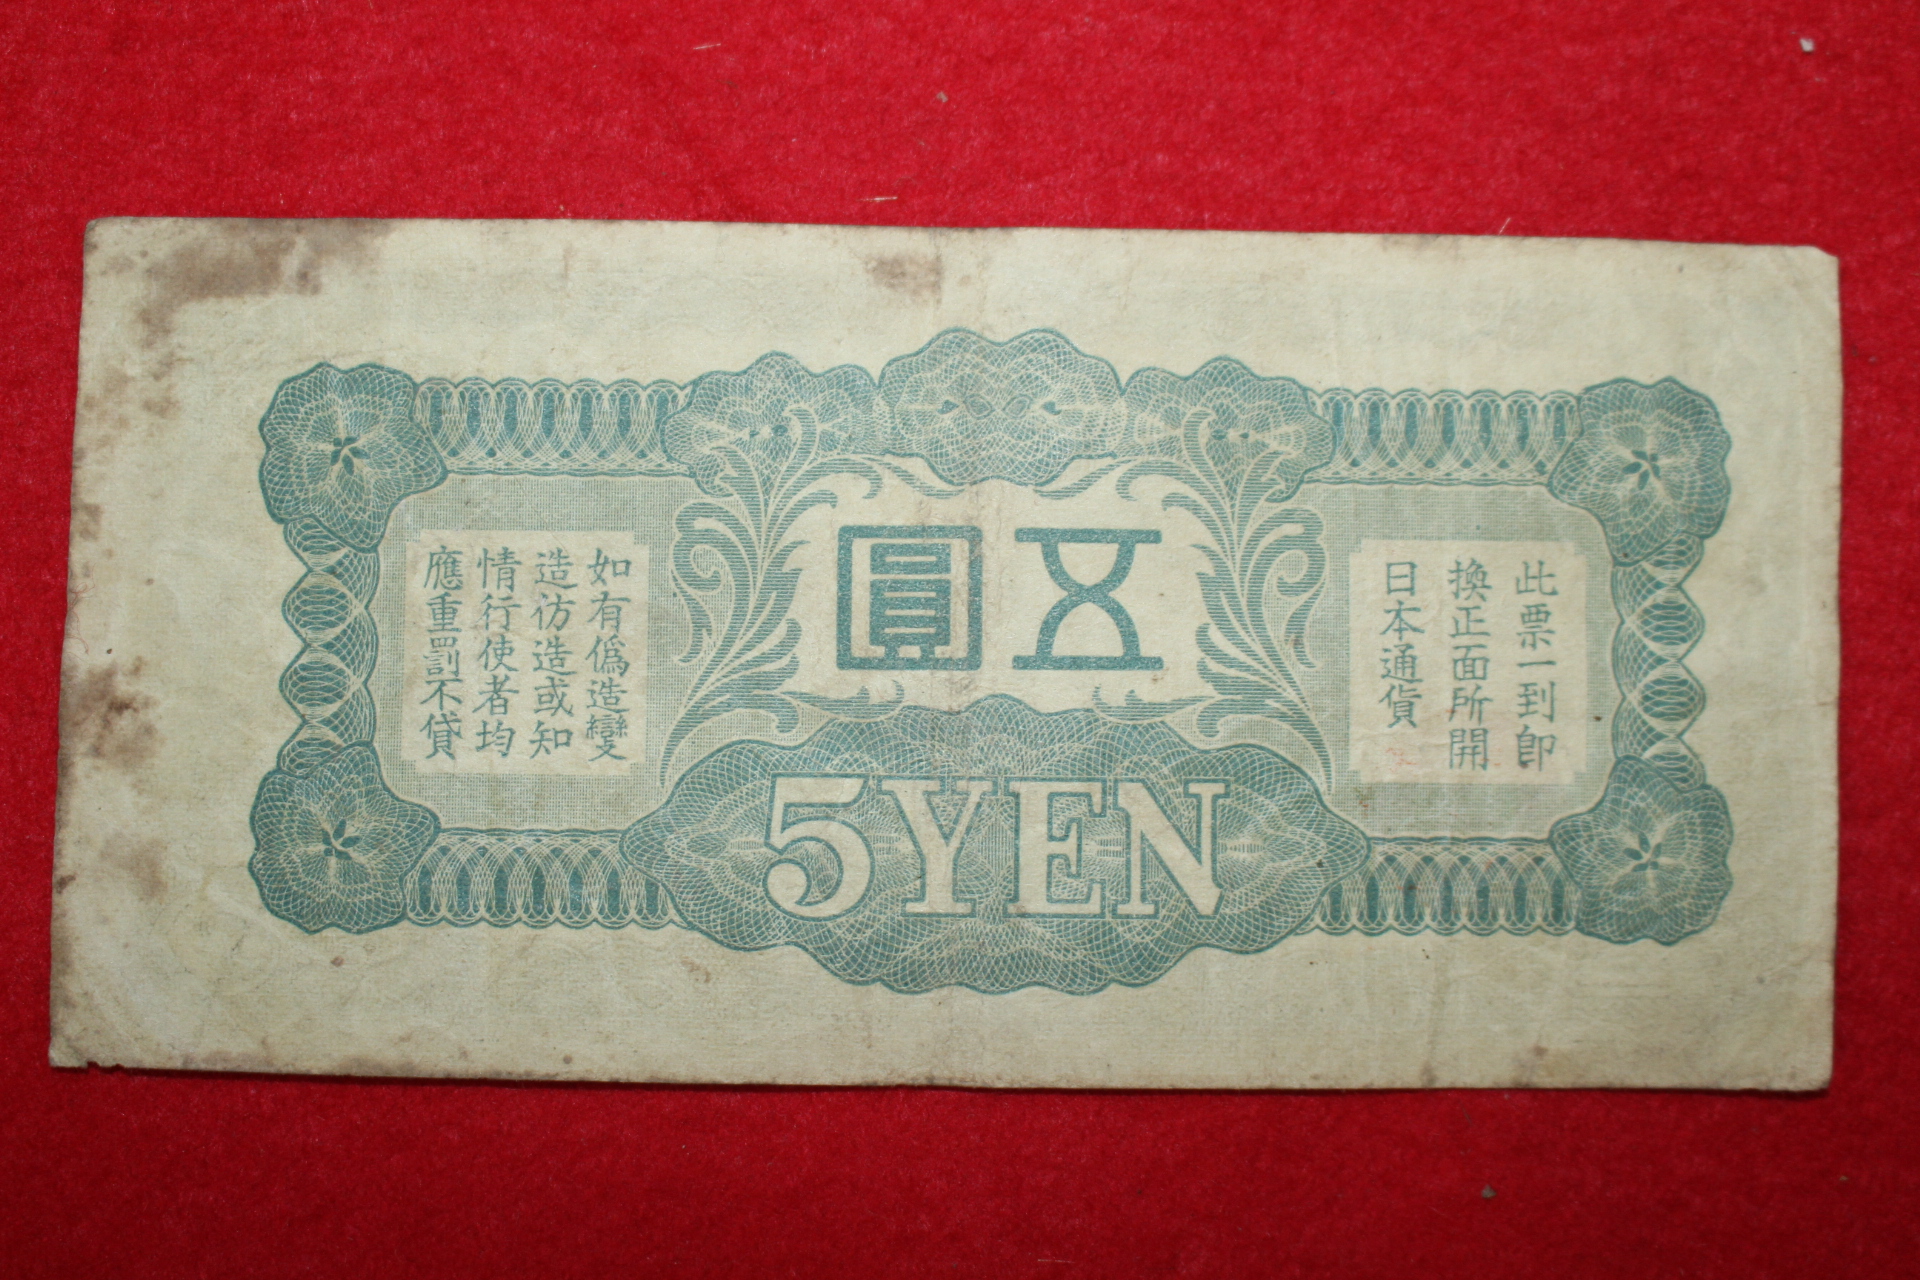 五圓
此票一到卽
換正面所開
日本通貨
如有僞造變
造彷造或知
情行使者均
應重罰不貸
5YEN